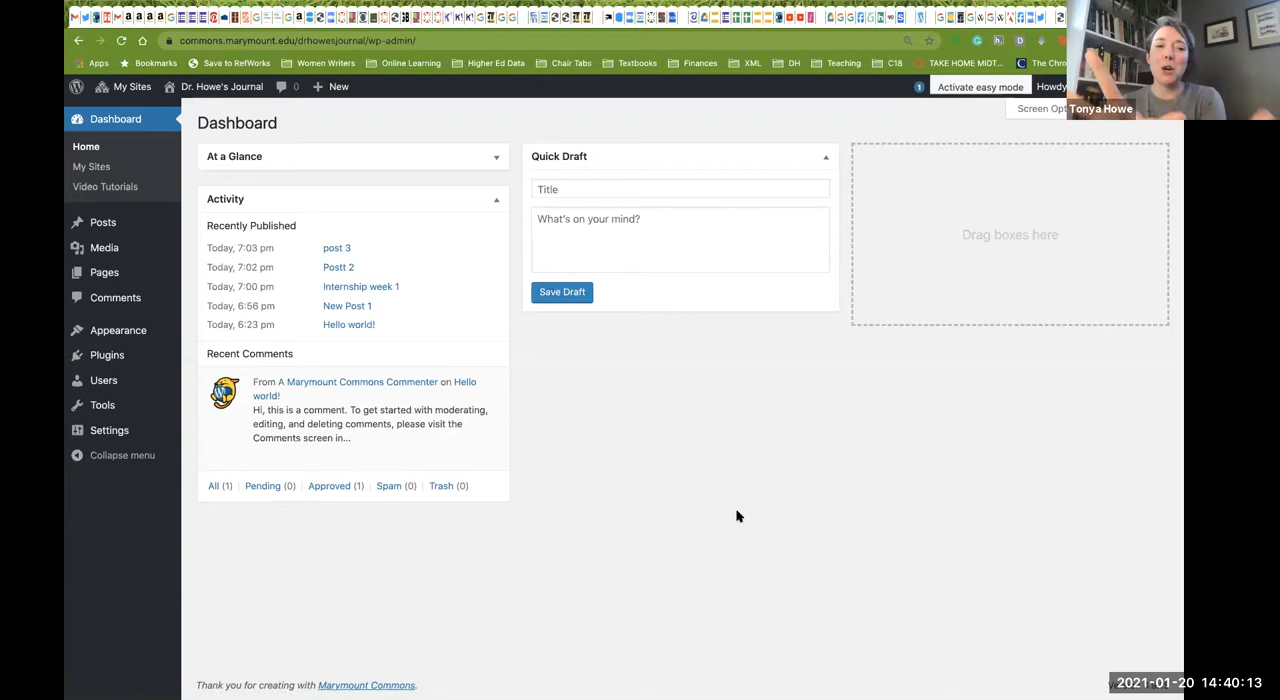 commons.marymount.edu/drhowesjournal/wp-admin/
Apps Bookmarks Save to RefWorks Women Writers Online Learning Higher Ed Data Chair Tabs Textbooks Finances XML DH Teaching C18 TAKE HOME MIDT... The Chro
My Sites Dr. Howe's Journal 0 New 1 Activate easy mode Howdy
Tonya Howe
Screen Opt
Dashboard
Home
My Sites
Video Tutorials
Posts
Media
Pages
Comments
Appearance
Plugins
Users
Tools
Settings
Collapse menu
Dashboard
At a Glance
Activity
Recently Published
Today, 7:03 pm post 3
Today, 7:02 pm Postt 2
Today, 7:00 pm Internship week 1
Today, 6:56 pm New Post 1
Today, 6:23 pm Hello world!
Recent Comments
From A Marymount Commons Commenter on Hello
world!
Hi, this is a comment. To get started with moderating,
editing, and deleting comments, please visit the
Comments screen in...
All (1) | Pending (0) | Approved (1) | Spam (0) | Trash (0)
Quick Draft
Title
What's on your mind?
Save Draft
Drag boxes here
Thank you for creating with Marymount Commons.
2021-01-20 14:40:13